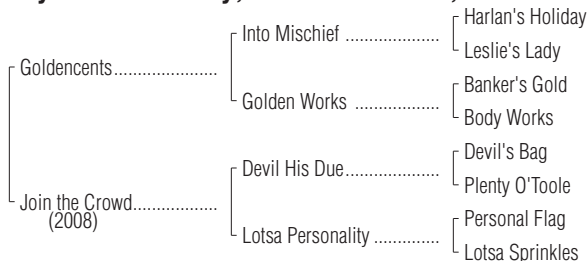 Harlan's Holiday
Into Mischief ..................
Leslie's Lady
Goldencents.....................
Banker's Gold
Golden Works .................
Body Works
Devil's Bag
Devil His Due..................
Plenty O'Toole
Join the Crowd.................
(2008)
Personal Flag
Lotsa Personality .............
Lotsa Sprinkles